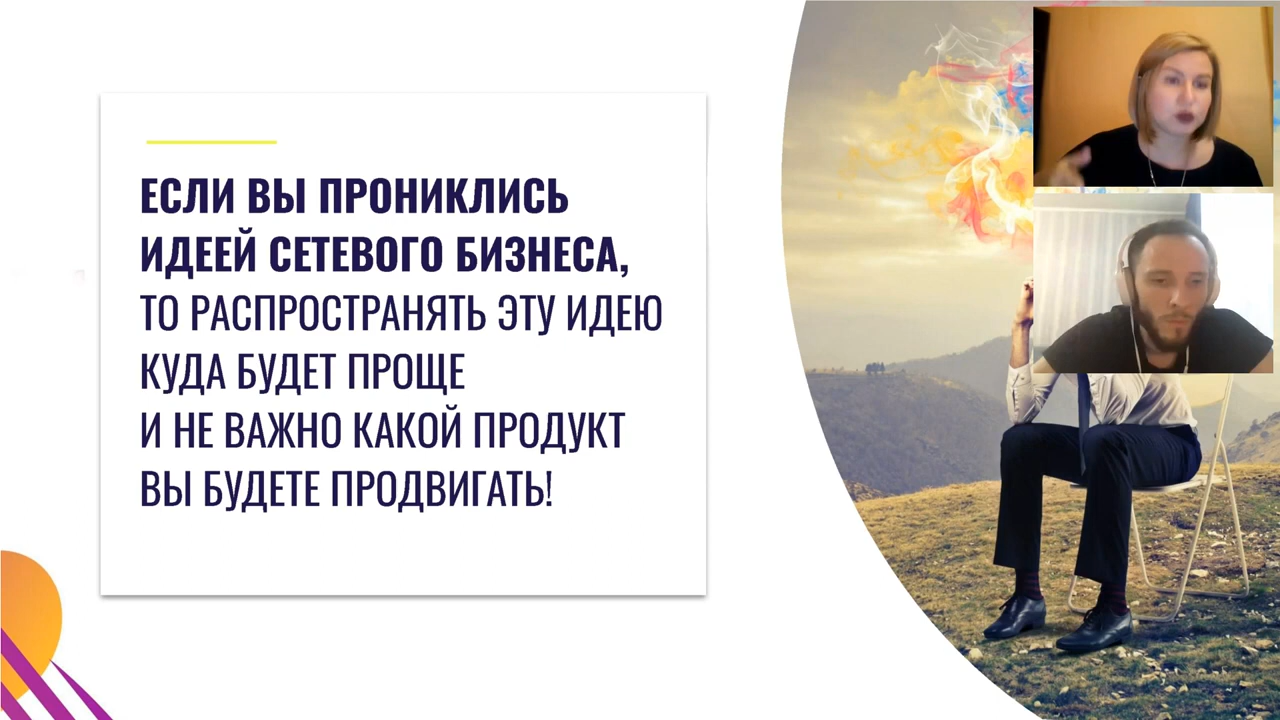 ЕСЛИ ВЫ ПРОНИКЛИСЬ
ИДЕЕЙ СЕТЕВОГО БИЗНЕСА,
ТО РАСПРОСТРАНЯТЬ ЭТУ ИДЕЮ
КУДА БУДЕТ ПРОЩЕ
И НЕ ВАЖНО КАКОЙ ПРОДУКТ
ВЫ БУДЕТЕ ПРОДВИГАТЬ!